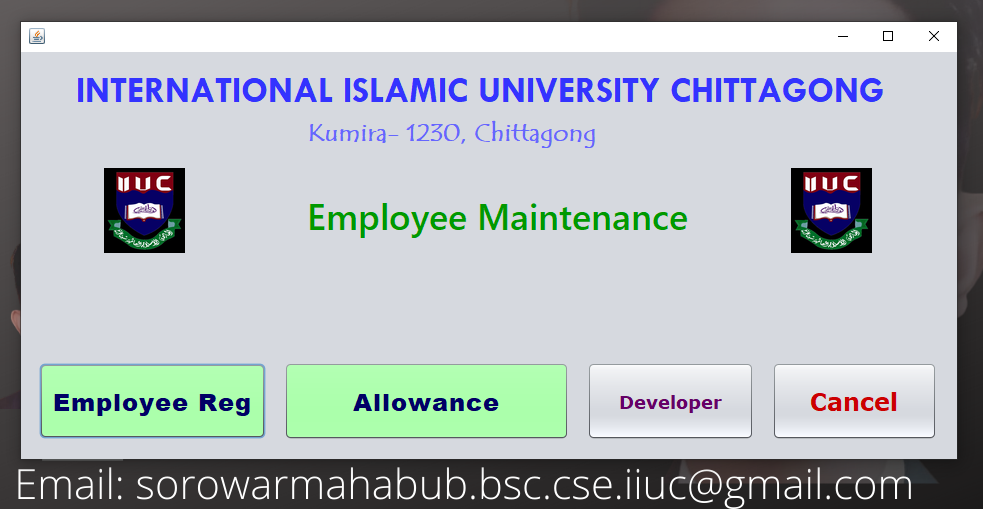 INTERNATIONAL ISLAMIC UNIVERSITY CHITTAGONG
Kumira- 1230, Chittagong
IIUC IIUC
Employee Maintenance
Employee Reg Allowance Developer Cancel
Email: sorowarmahabub.bsc.cse.iiuc@gmail.com